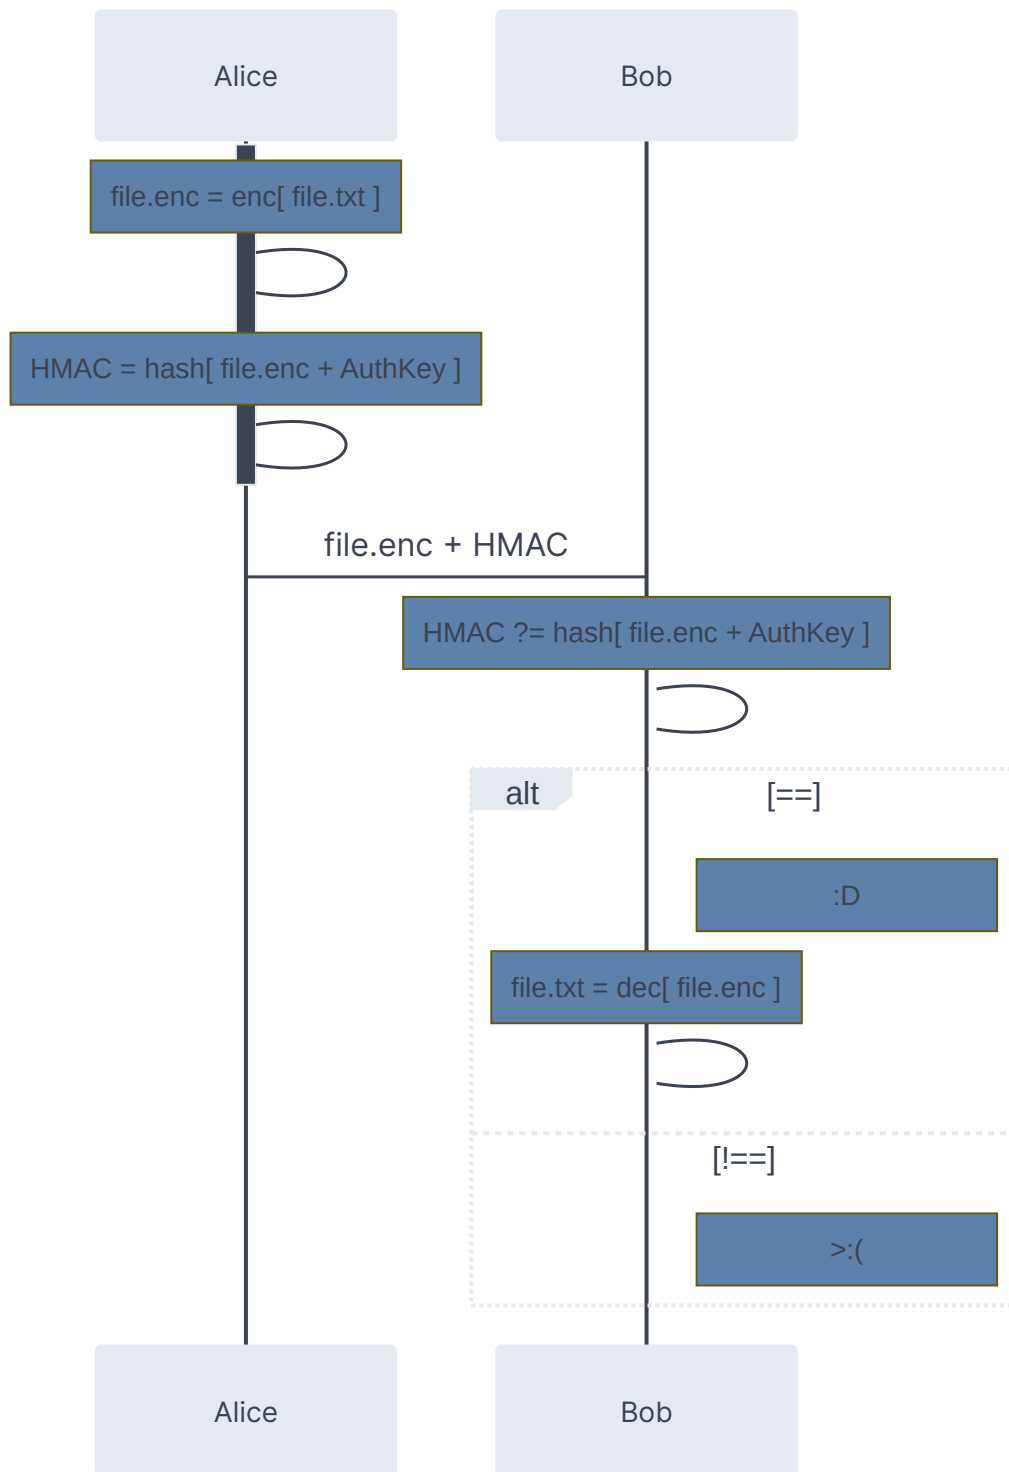 Alice
Bob
file.enc = enc[ file.txt ]
HMAC = hash[ file.enc + AuthKey ]
file.enc + HMAC
HMAC ?= hash[ file.enc + AuthKey ]
alt
[==]
:D
file.txt = dec[ file.enc ]
[!==]
>:(
Alice
Bob